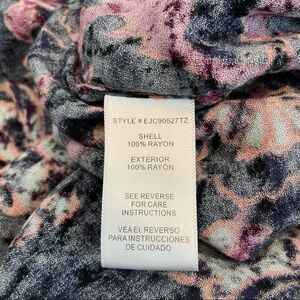 STYLE # EJC90527TZ
SHELL
100% RAYON
EXTERIOR
100% RAYON
SEE REVERSE
FOR CARE
INSTRUCTIONS
VEA EL REVERSO
PARA INSTRUCCIONES
DE CUIDADO